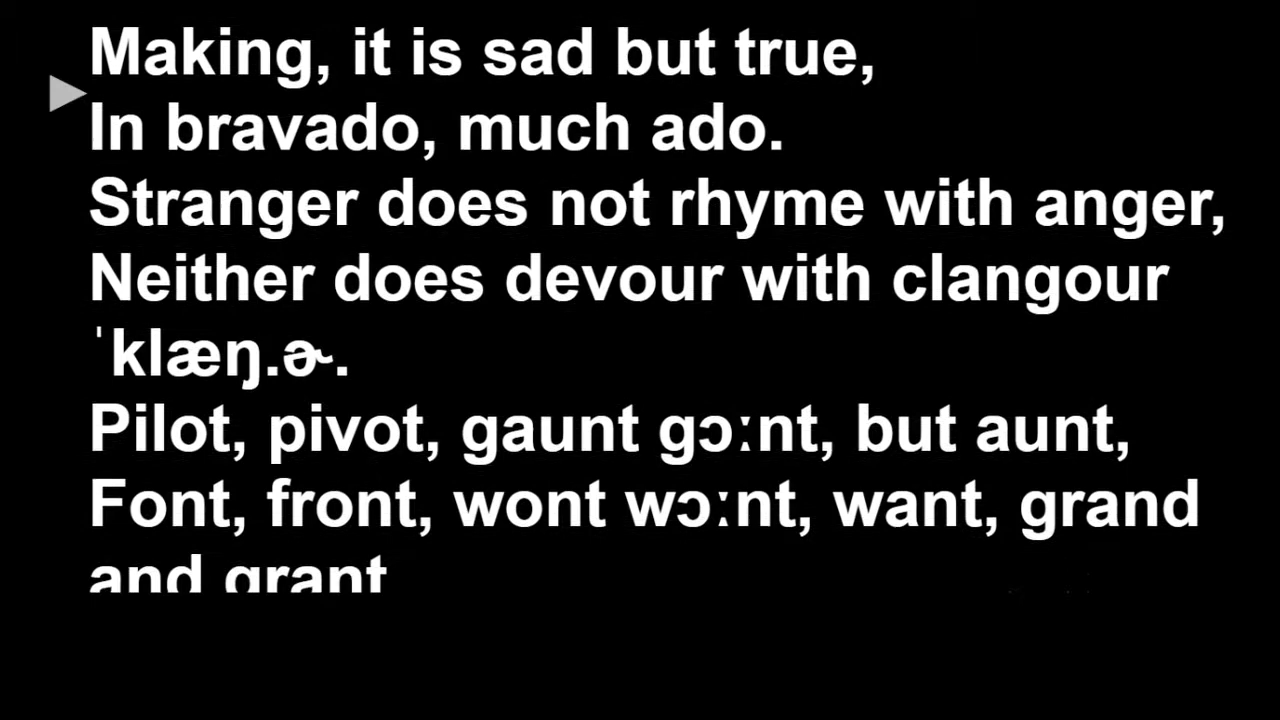 Making, it is sad but true,
In bravado, much ado.
Stranger does not rhyme with anger,
Neither does devour with clangour
ˈklæŋ.ɚ.
Pilot, pivot, gaunt gɔːnt, but aunt,
Font, front, wont wɔːnt, want, grand
and grant